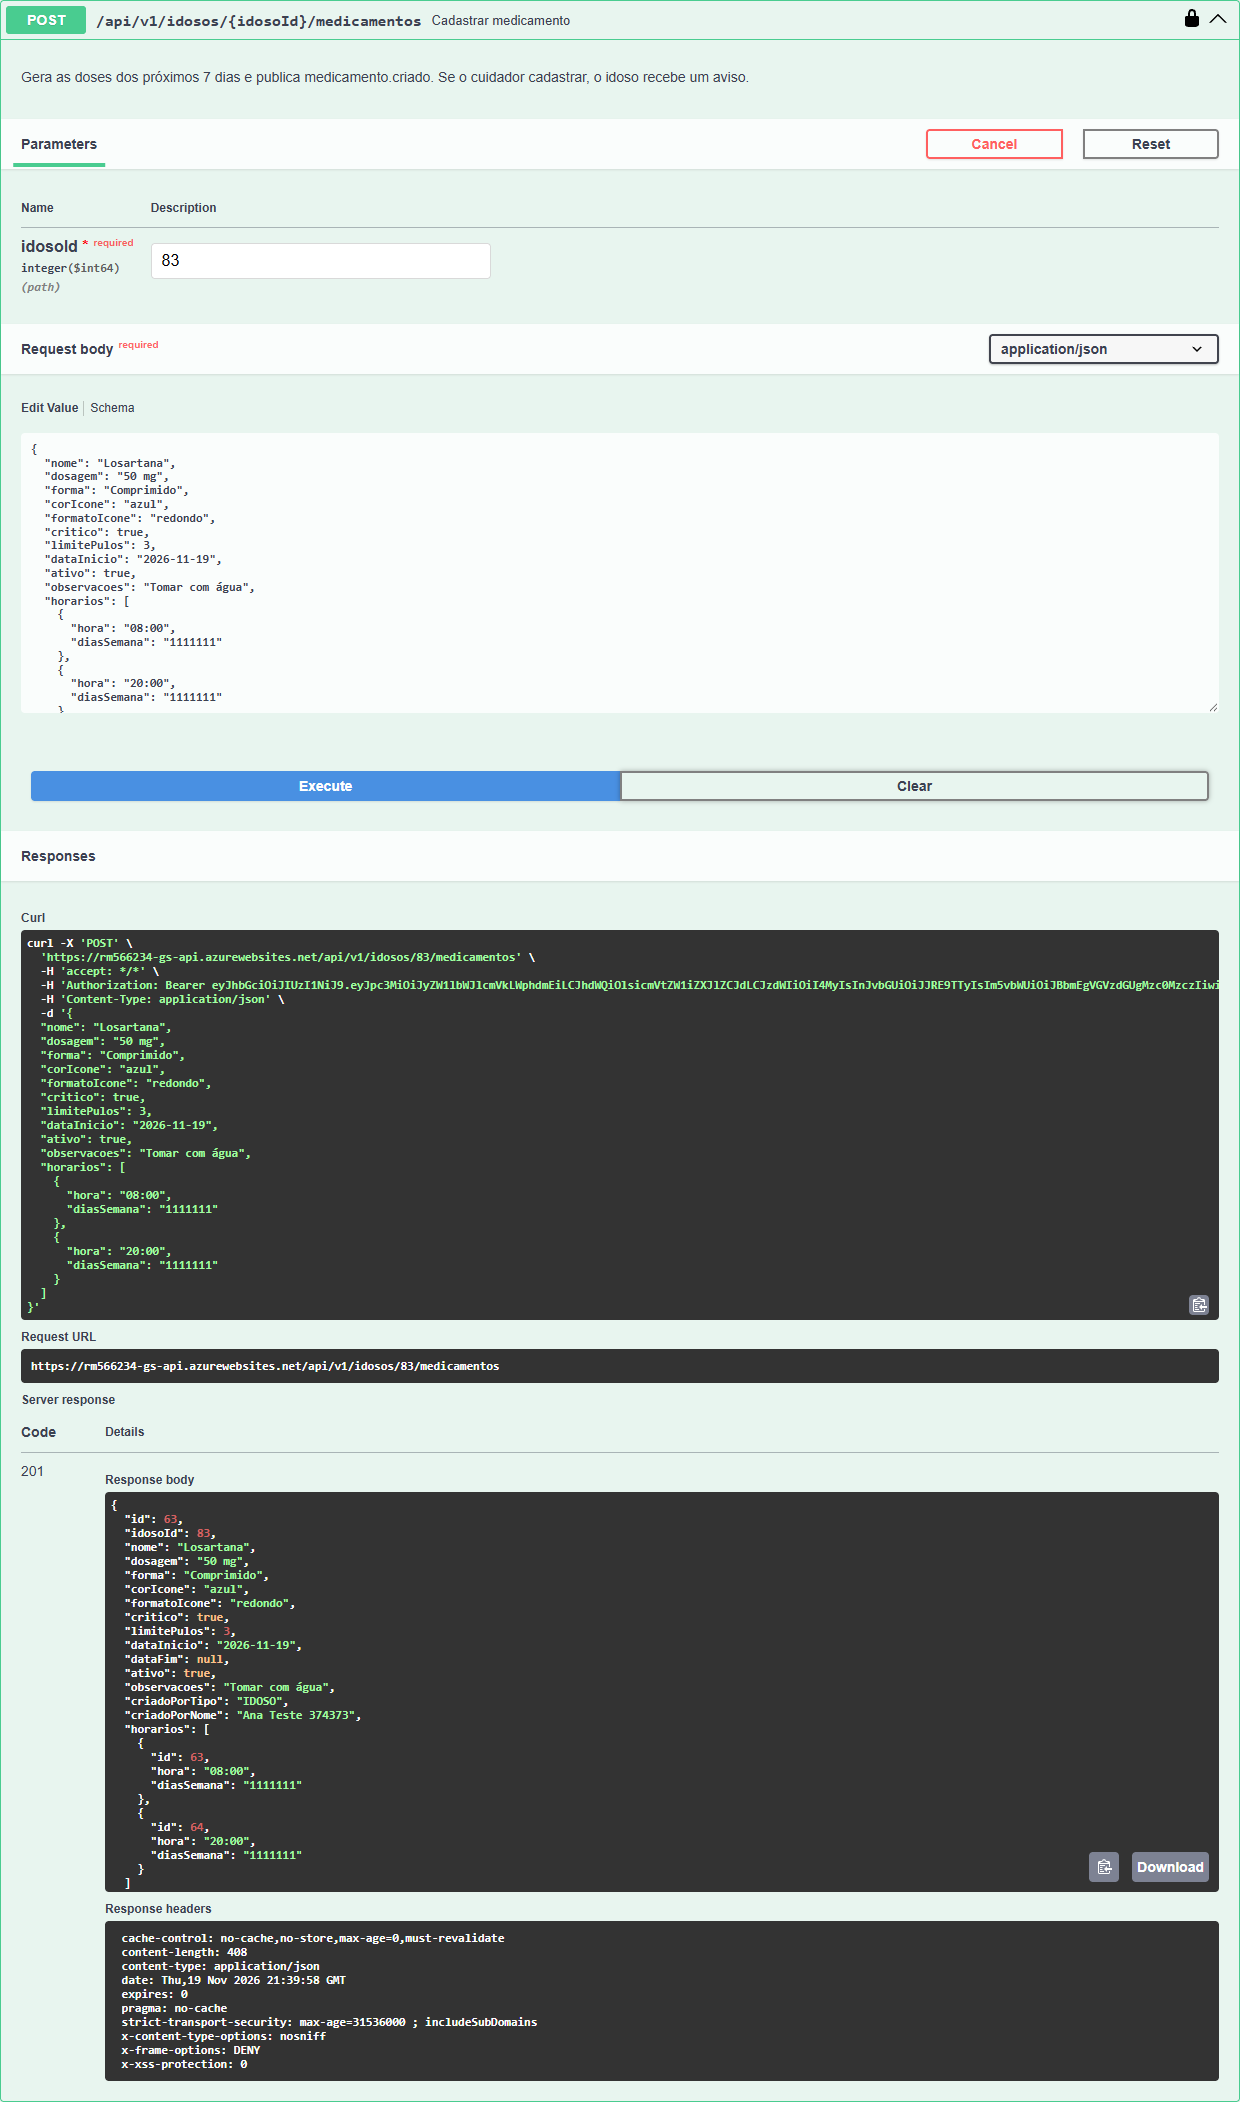 POST /api/v1/idosos/{idosoId}/medicamentos Cadastrar medicamento
Gera as doses dos próximos 7 dias e publica medicamento.criado. Se o cuidador cadastrar, o idoso recebe um aviso.
Parameters Cancel Reset
Name Description
idosoId * required
integer($int64)
(path)
83
Request body required application/json
Edit Value Schema
{
"nome": "Losartana",
"dosagem": "50 mg",
"forma": "Comprimido",
"corIcone": "azul",
"formatoIcone": "redondo",
"critico": true,
"limitePulos": 3,
"dataInicio": "2026-11-19",
"ativo": true,
"observacoes": "Tomar com água",
"horarios": [
{
"hora": "08:00",
"diasSemana": "1111111"
},
{
"hora": "20:00",
"diasSemana": "1111111"
}
Execute Clear
Responses
Curl
curl -X 'POST' \
'https://rm566234-gs-api.azurewebsites.net/api/v1/idosos/83/medicamentos' \
-H 'accept: */*' \
-H 'Authorization: Bearer
-H 'Content-Type: application/json' \
-d '{
"nome": "Losartana",
"dosagem": "50 mg",
"forma": "Comprimido",
"corIcone": "azul",
"formatoIcone": "redondo",
"critico": true,
"limitePulos": 3,
"dataInicio": "2026-11-19",
"ativo": true,
"observacoes": "Tomar com água",
"horarios": [
{
"hora": "08:00",
"diasSemana": "1111111"
},
{
"hora": "20:00",
"diasSemana": "1111111"
}
]
}'
Request URL
https://rm566234-gs-api.azurewebsites.net/api/v1/idosos/83/medicamentos
Server response
Code Details
201
Response body
{
"id": 63,
"idosoId": 83,
"nome": "Losartana",
"dosagem": "50 mg",
"forma": "Comprimido",
"corIcone": "azul",
"formatoIcone": "redondo",
"critico": true,
"limitePulos": 3,
"dataInicio": "2026-11-19",
"dataFim": null,
"ativo": true,
"observacoes": "Tomar com água",
"criadoPorTipo": "IDOSO",
"criadoPorNome": "Ana Teste 374373",
"horarios": [
{
"id": 63,
"hora": "08:00",
"diasSemana": "1111111"
},
{
"id": 64,
"hora": "20:00",
"diasSemana": "1111111"
}
]
Download
Response headers
cache-control: no-cache,no-store,max-age=0,must-revalidate
content-length: 408
content-type: application/json
date: Thu,19 Nov 2026 21:39:58 GMT
expires: 0
pragma: no-cache
strict-transport-security: max-age=31536000 ; includeSubDomains
x-content-type-options: nosniff
x-frame-options: DENY
x-xss-protection: 0